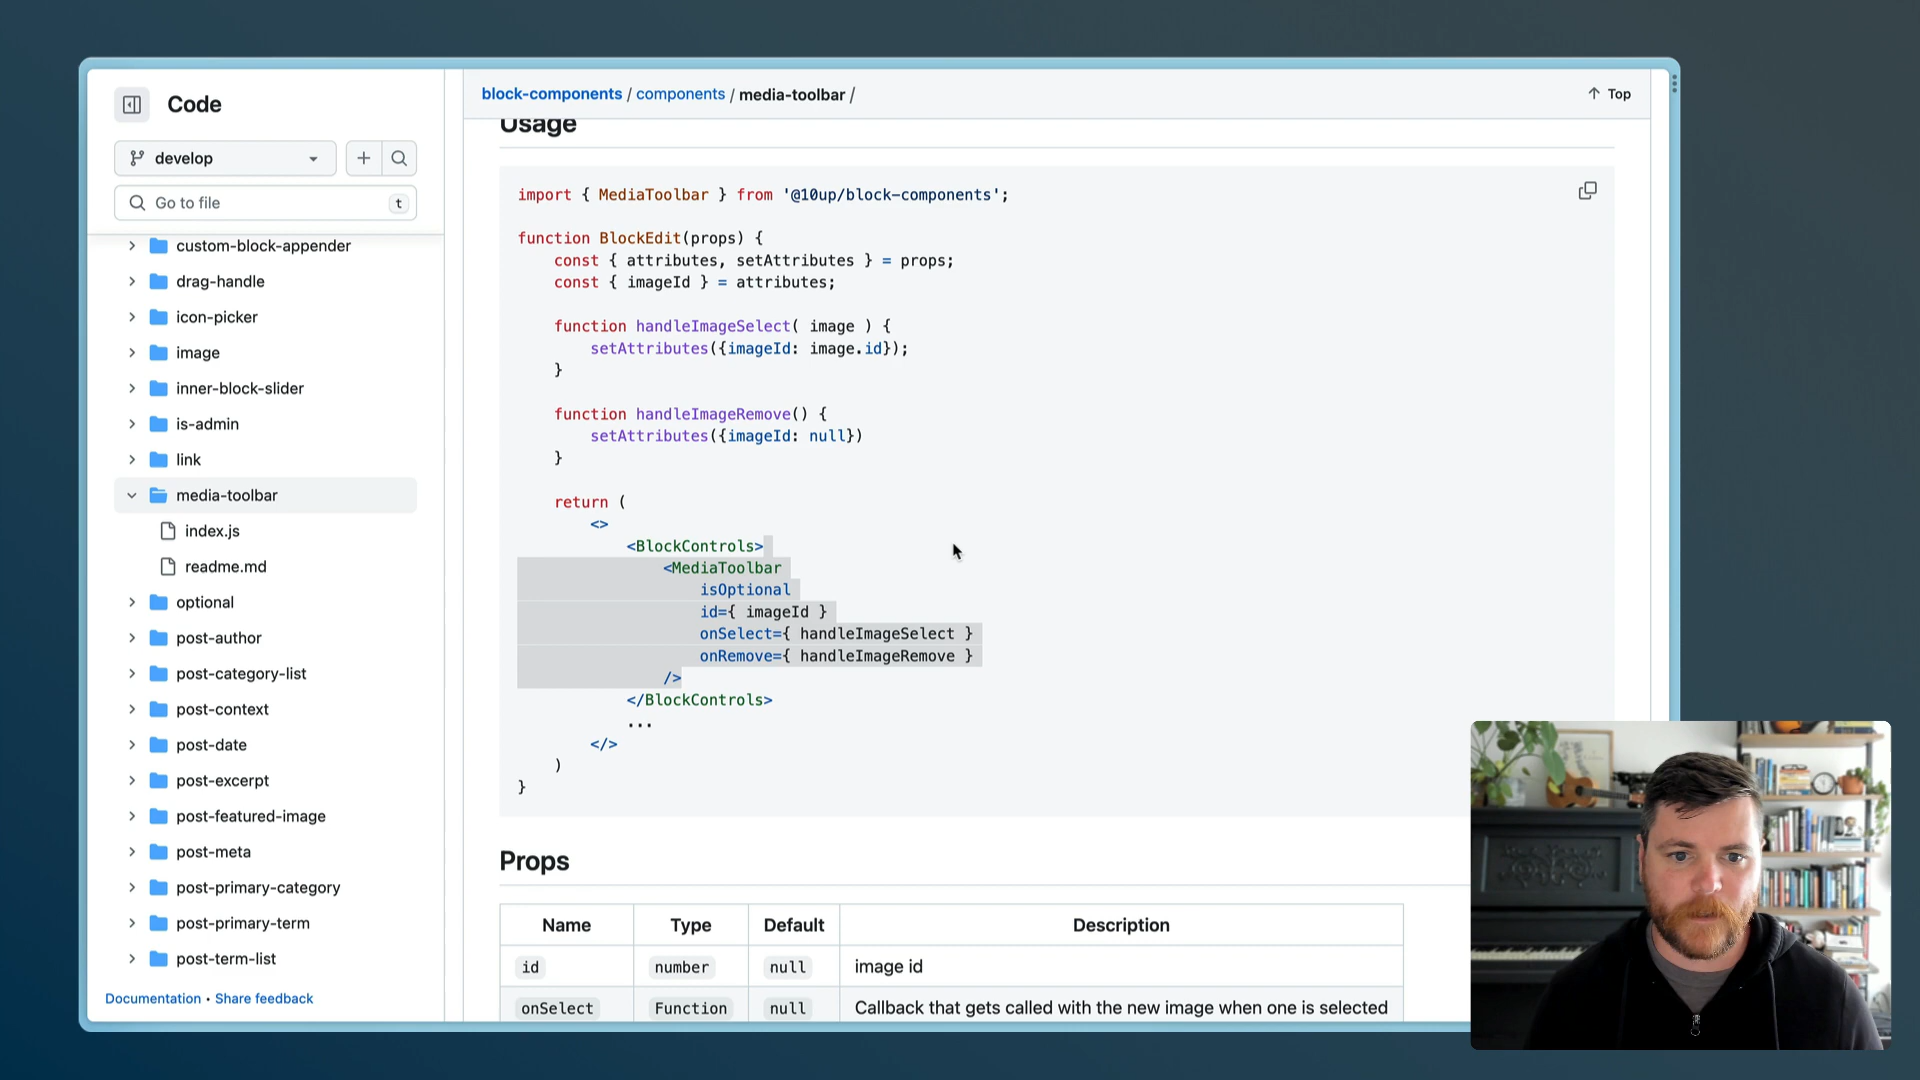 Code
develop
Go to file
t
custom-block-appender
drag-handle
icon-picker
image
inner-block-slider
is-admin
link
media-toolbar
index.js
readme.md
optional
post-author
post-category-list
post-context
post-date
post-excerpt
post-featured-image
post-meta
post-primary-category
post-primary-term
post-term-list
Documentation • Share feedback
block-components / components / media-toolbar /
Top
Usage
import { MediaToolbar } from '@10up/block-components';
function BlockEdit(props) {
const { attributes, setAttributes } = props;
const { imageId } = attributes;
function handleImageSelect( image ) {
setAttributes({imageId: image.id});
}
function handleImageRemove() {
setAttributes({imageId: null})
}
return (
<>
<BlockControls>
<MediaToolbar
isOptional
id={ imageId }
onSelect={ handleImageSelect }
onRemove={ handleImageRemove }
/>
</BlockControls>
...
</>
)
}
Props
Name Type Default Description
id number null image id
onSelect Function null Callback that gets called with the new image when one is selected